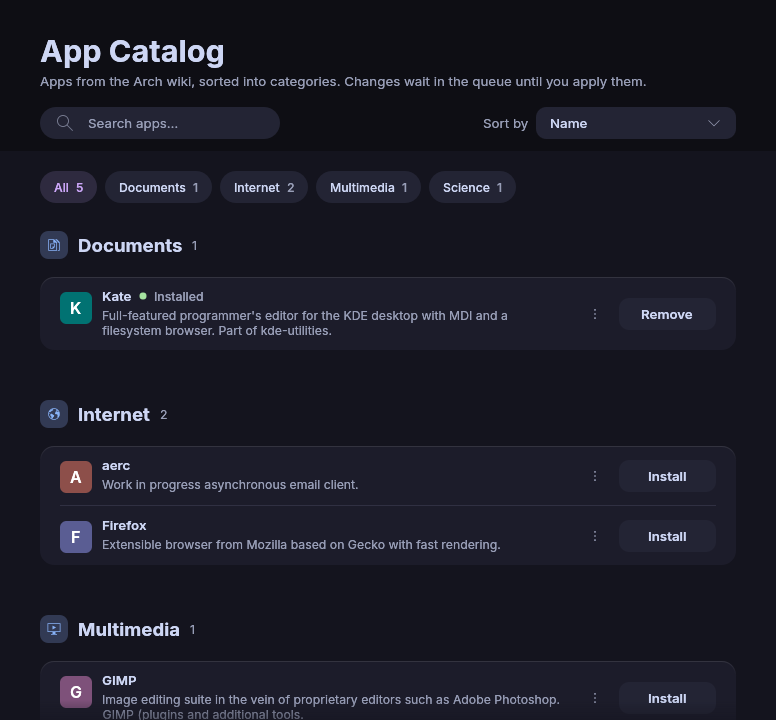 App Catalog
Apps from the Arch wiki, sorted into categories. Changes wait in the queue until you apply them.
Search apps...
Sort by
Name
All 5
Documents 1
Internet 2
Multimedia 1
Science 1
Documents 1
K
Kate
Installed
Full-featured programmer's editor for the KDE desktop with MDI and a
filesystem browser. Part of kde-utilities.
Remove
Internet 2
A
aerc
Work in progress asynchronous email client.
Install
F
Firefox
Extensible browser from Mozilla based on Gecko with fast rendering.
Install
Multimedia 1
G
GIMP
Image editing suite in the vein of proprietary editors such as Adobe Photoshop.
GIMP (plugins and additional tools.
Install